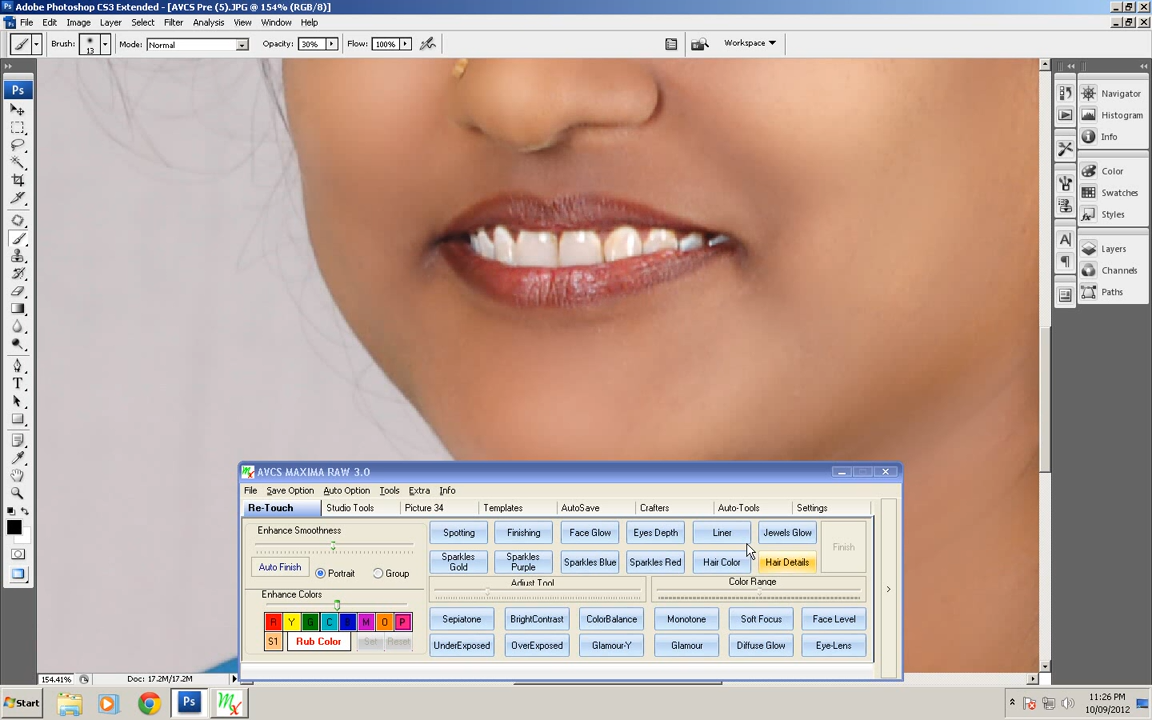 Adobe Photoshop CS3 Extended - [AVCS Pre (5).JPG @ 154% (RGB/8)]
File Edit Image Layer Select Filter Analysis View Window Help
Brush: 13 Mode: Normal Opacity: 30% Flow: 100% Workspace
Ps
Navigator
Histogram
Info
Color
Swatches
Styles
Layers
Channels
Paths
AVCS MAXIMA RAW 3.0
File Save Option Auto Option Tools Extra Info
Re-Touch Studio Tools Picture 34 Templates AutoSave Crafters Auto-Tools Settings
Enhance Smoothness
Auto Finish Portrait Group
Enhance Colors
R Y G C B M O P
S1 Rub Color Set Reset
Spotting Finishing Face Glow Eyes Depth Liner Jewels Glow
Sparkles Gold Sparkles Purple Sparkles Blue Sparkles Red Hair Color Hair Details
Finish
Adjust Tool Color Range
Sepiatone BrightContrast ColorBalance Monotone Soft Focus Face Level
UnderExposed OverExposed Glamour-Y Glamour Diffuse Glow Eye-Lens
154.41% Doc: 17.2M/17.2M
Start Ps 11:26 PM
10/09/2012